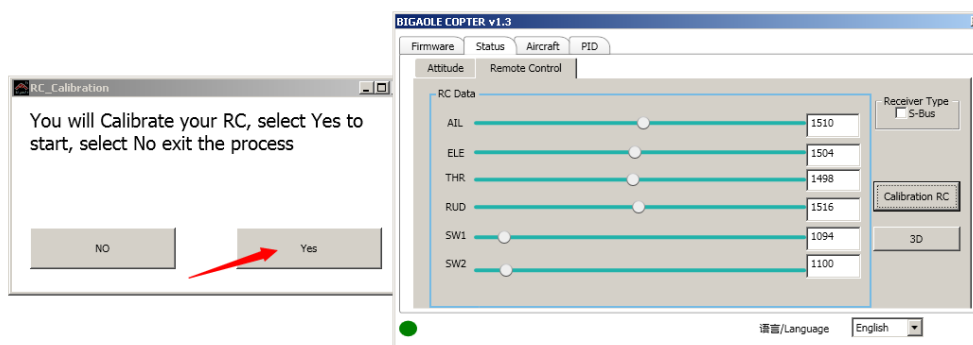 BIGAOLE COPTER v1.3
Firmware Status Aircraft PID
Attitude Remote Control
RC_Calibration
You will Calibrate your RC, select Yes to
start, select No exit the process
NO Yes
RC Data
AIL 1510
ELE 1504
THR 1498
RUD 1516
SW1 1094
SW2 1100
Receiver Type
S-Bus
Calibration RC
3D
语言/Language English